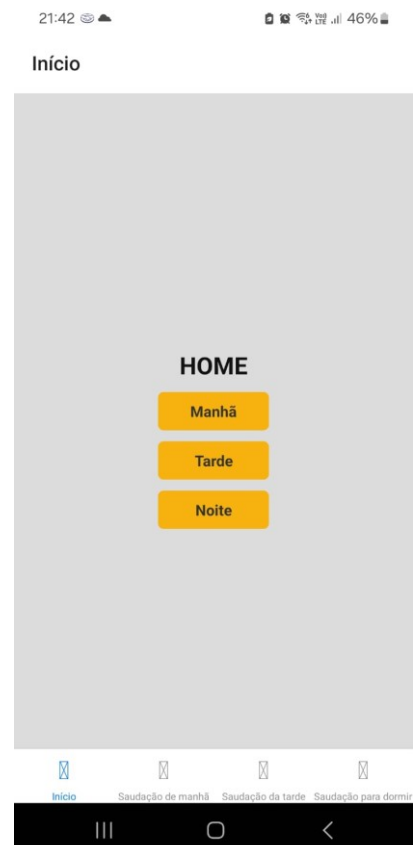 21:42 46%
Início
HOME
Manhã
Tarde
Noite
Início Saudação de manhã Saudação da tarde Saudação para dormir